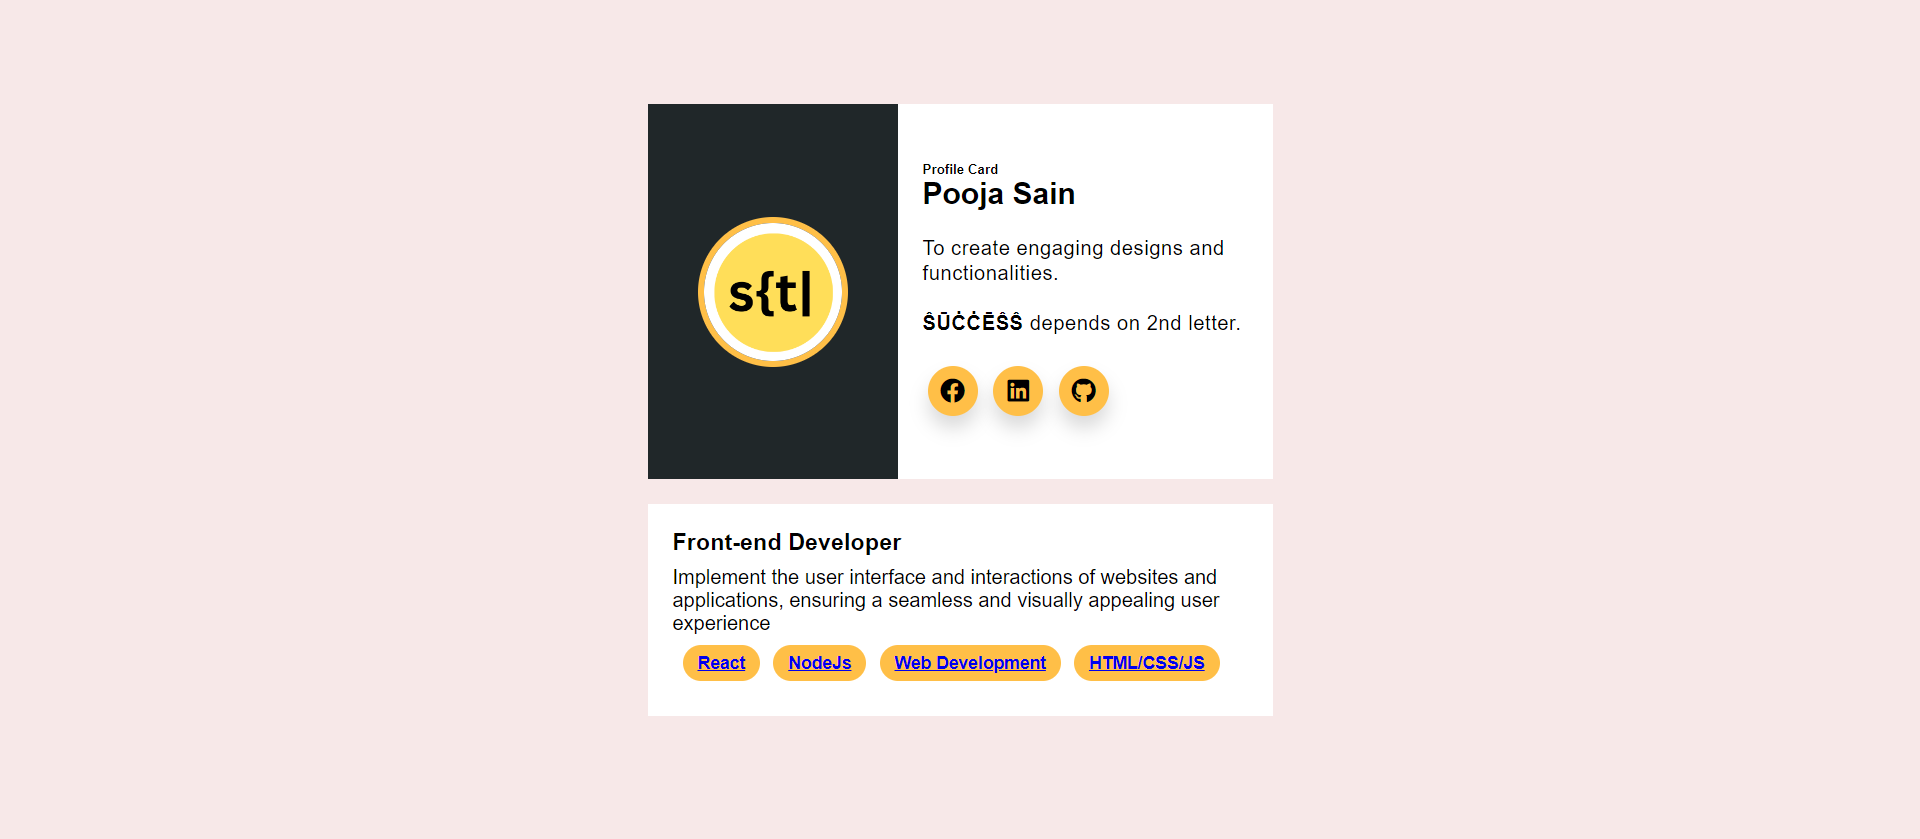 s{t|
Profile Card
Pooja Sain
To create engaging designs and
functionalities.
ŜŪĊĊĒŜŜ depends on 2nd letter.
Front-end Developer
Implement the user interface and interactions of websites and
applications, ensuring a seamless and visually appealing user
experience
React NodeJs Web Development HTML/CSS/JS